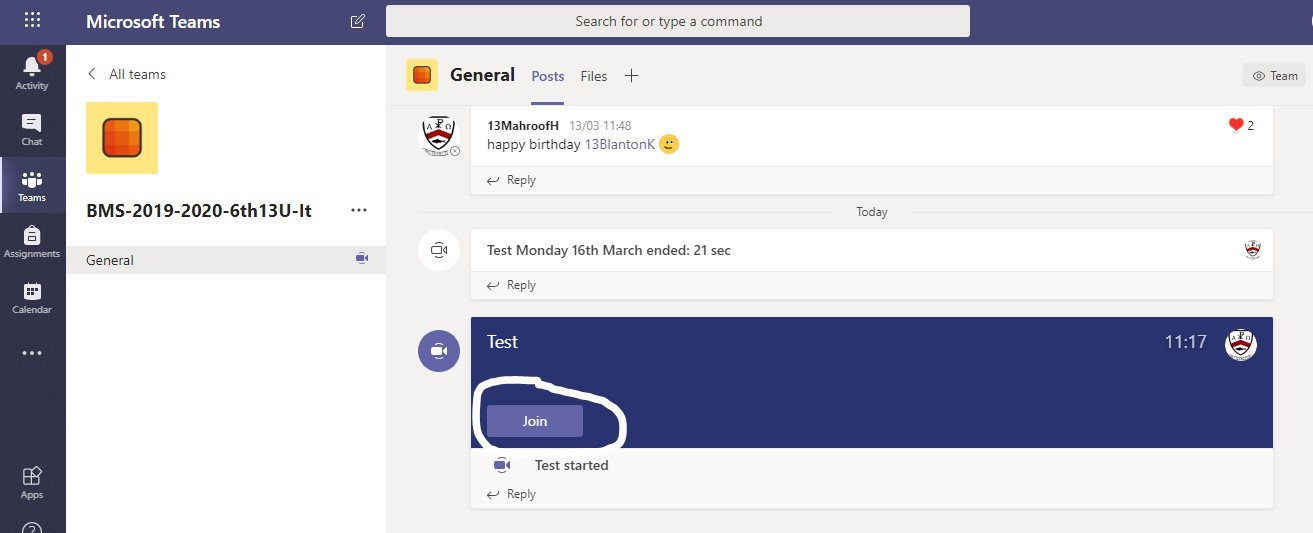 Microsoft Teams
Search for or type a command
1
Activity
Chat
Teams
Assignments
Calendar
Apps
All teams
BMS-2019-2020-6th13U-It
General
General Posts Files
Team
13MahroofH 13/03 11:48
2
happy birthday 13BlantonK
Reply
Today
Test Monday 16th March ended: 21 sec
Reply
Test
11:17
Join
Test started
Reply